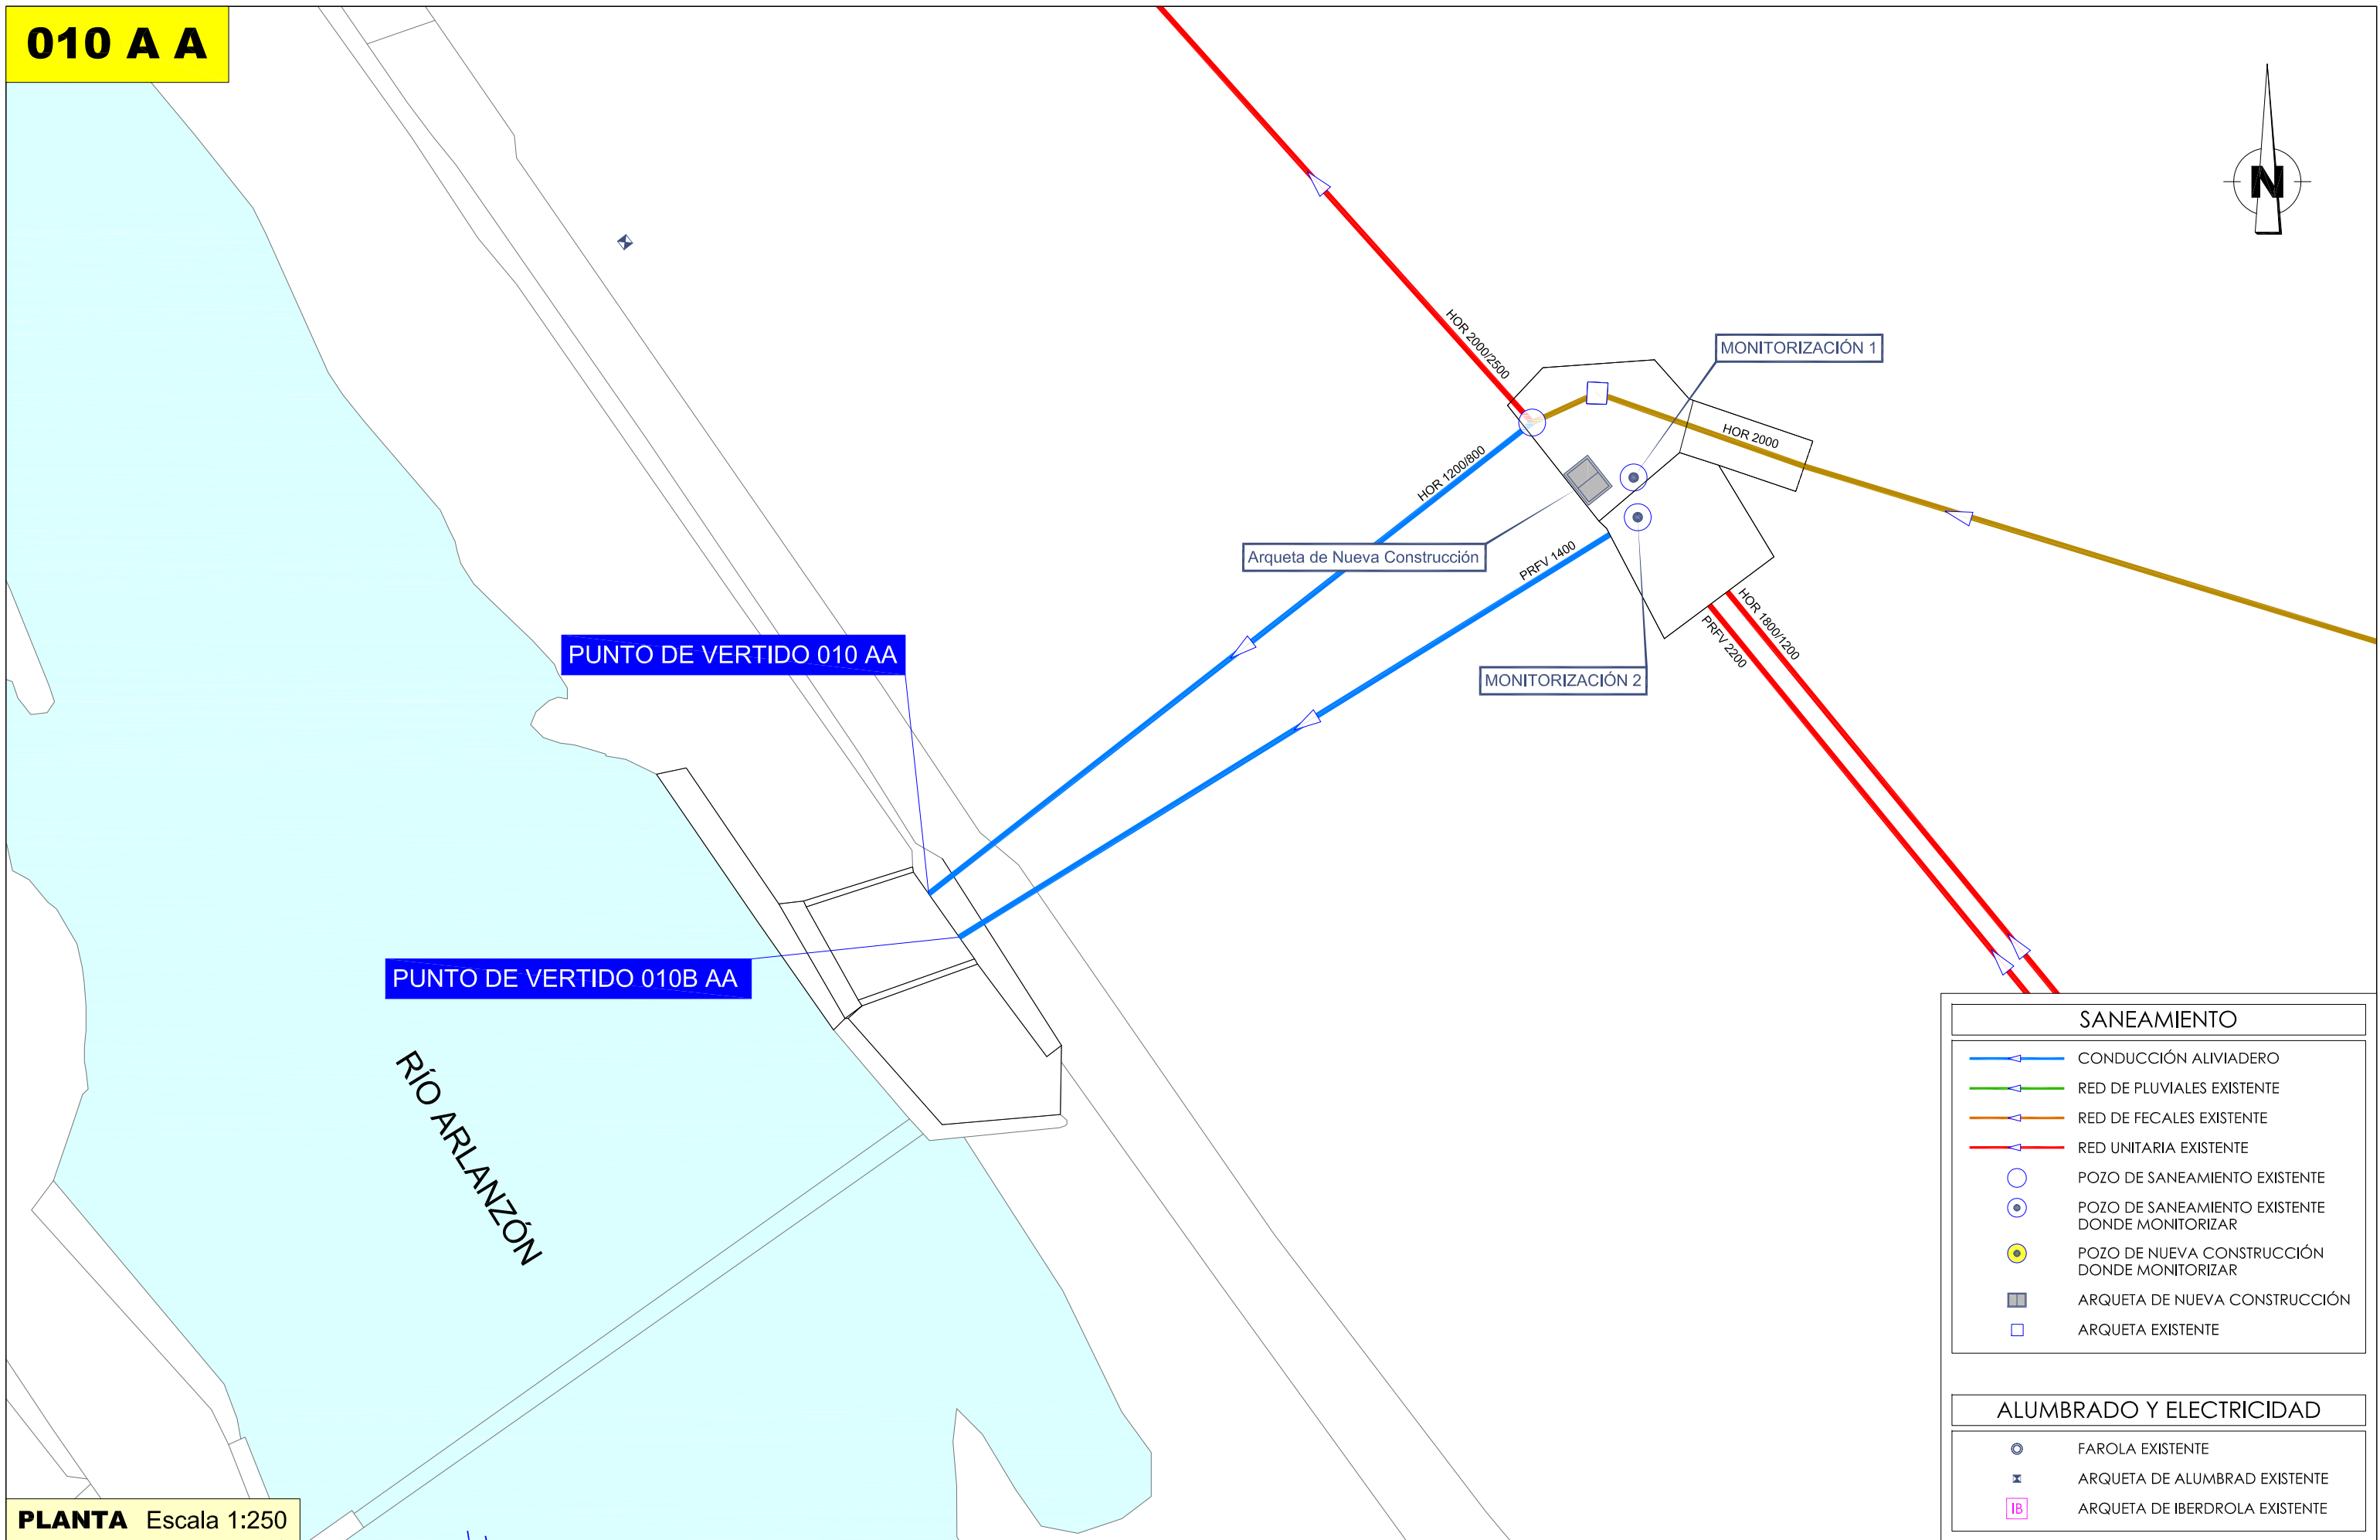 010 A A
N
HOR 2000/2500
MONITORIZACIÓN 1
HOR 2000
HOR 1200/800
Arqueta de Nueva Construcción
PRFV 1400
HOR 1800/1200
PRFV 2200
PUNTO DE VERTIDO 010 AA
MONITORIZACIÓN 2
PUNTO DE VERTIDO 010B AA
RÍO ARLANZÓN
SANEAMIENTO
CONDUCCIÓN ALIVIADERO
RED DE PLUVIALES EXISTENTE
RED DE FECALES EXISTENTE
RED UNITARIA EXISTENTE
POZO DE SANEAMIENTO EXISTENTE
POZO DE SANEAMIENTO EXISTENTE
DONDE MONITORIZAR
POZO DE NUEVA CONSTRUCCIÓN
DONDE MONITORIZAR
ARQUETA DE NUEVA CONSTRUCCIÓN
ARQUETA EXISTENTE
ALUMBRADO Y ELECTRICIDAD
FAROLA EXISTENTE
ARQUETA DE ALUMBRAD EXISTENTE
IB ARQUETA DE IBERDROLA EXISTENTE
PLANTA Escala 1:250